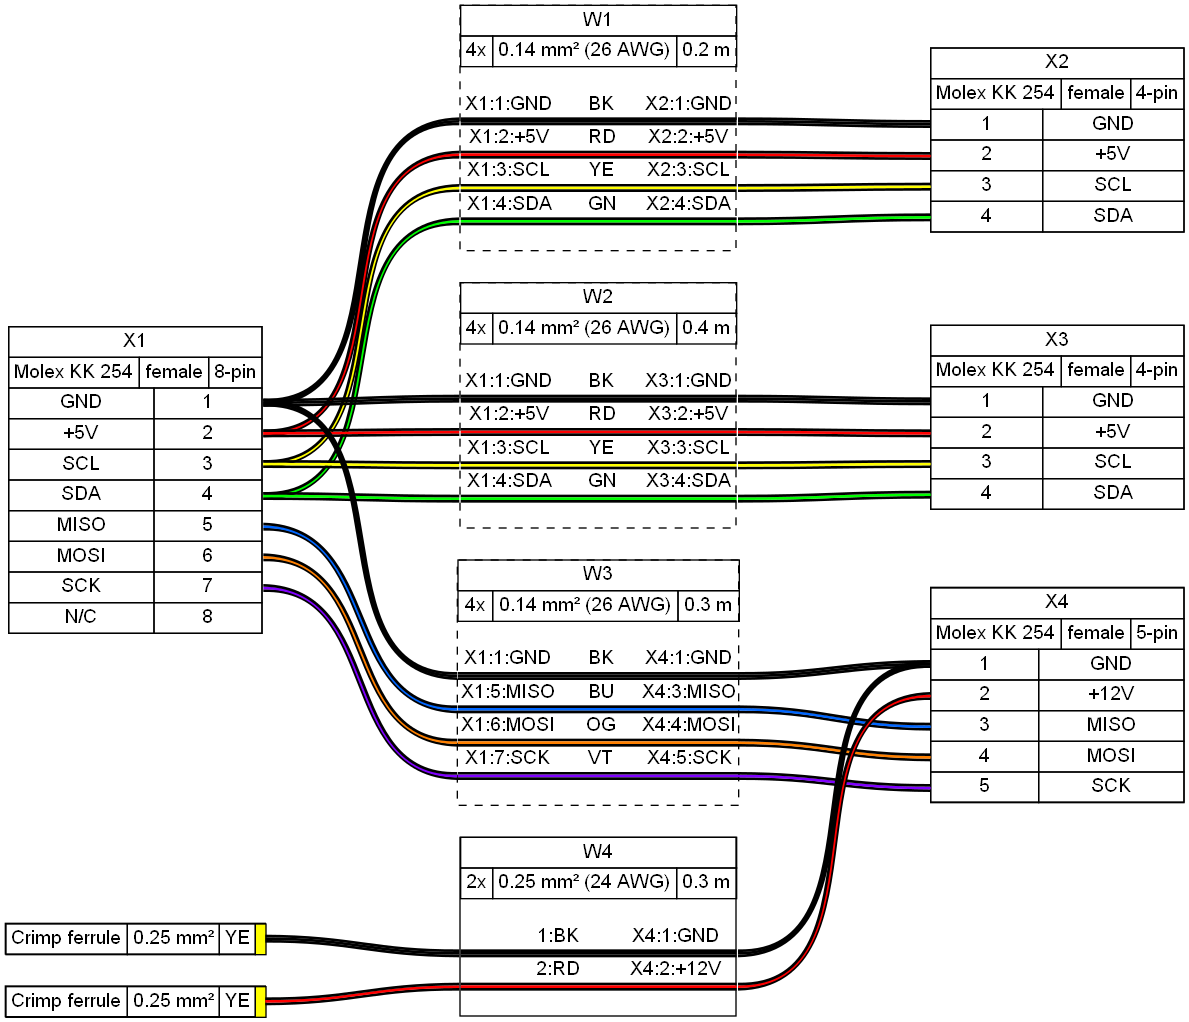 W1
4x 0.14 mm² (26 AWG) 0.2 m
X1:1:GND BK X2:1:GND
X1:2:+5V RD X2:2:+5V
X1:3:SCL YE X2:3:SCL
X1:4:SDA GN X2:4:SDA
X2
Molex KK 254 female 4-pin
1 GND
2 +5V
3 SCL
4 SDA
W2
4x 0.14 mm² (26 AWG) 0.4 m
X1:1:GND BK X3:1:GND
X1:2:+5V RD X3:2:+5V
X1:3:SCL YE X3:3:SCL
X1:4:SDA GN X3:4:SDA
X1
Molex KK 254 female 8-pin
GND 1
+5V 2
SCL 3
SDA 4
MISO 5
MOSI 6
SCK 7
N/C 8
X3
Molex KK 254 female 4-pin
1 GND
2 +5V
3 SCL
4 SDA
W3
4x 0.14 mm² (26 AWG) 0.3 m
X1:1:GND BK X4:1:GND
X1:5:MISO BU X4:3:MISO
X1:6:MOSI OG X4:4:MOSI
X1:7:SCK VT X4:5:SCK
X4
Molex KK 254 female 5-pin
1 GND
2 +12V
3 MISO
4 MOSI
5 SCK
W4
2x 0.25 mm² (24 AWG) 0.3 m
1:BK X4:1:GND
2:RD X4:2:+12V
Crimp ferrule 0.25 mm² YE
Crimp ferrule 0.25 mm² YE